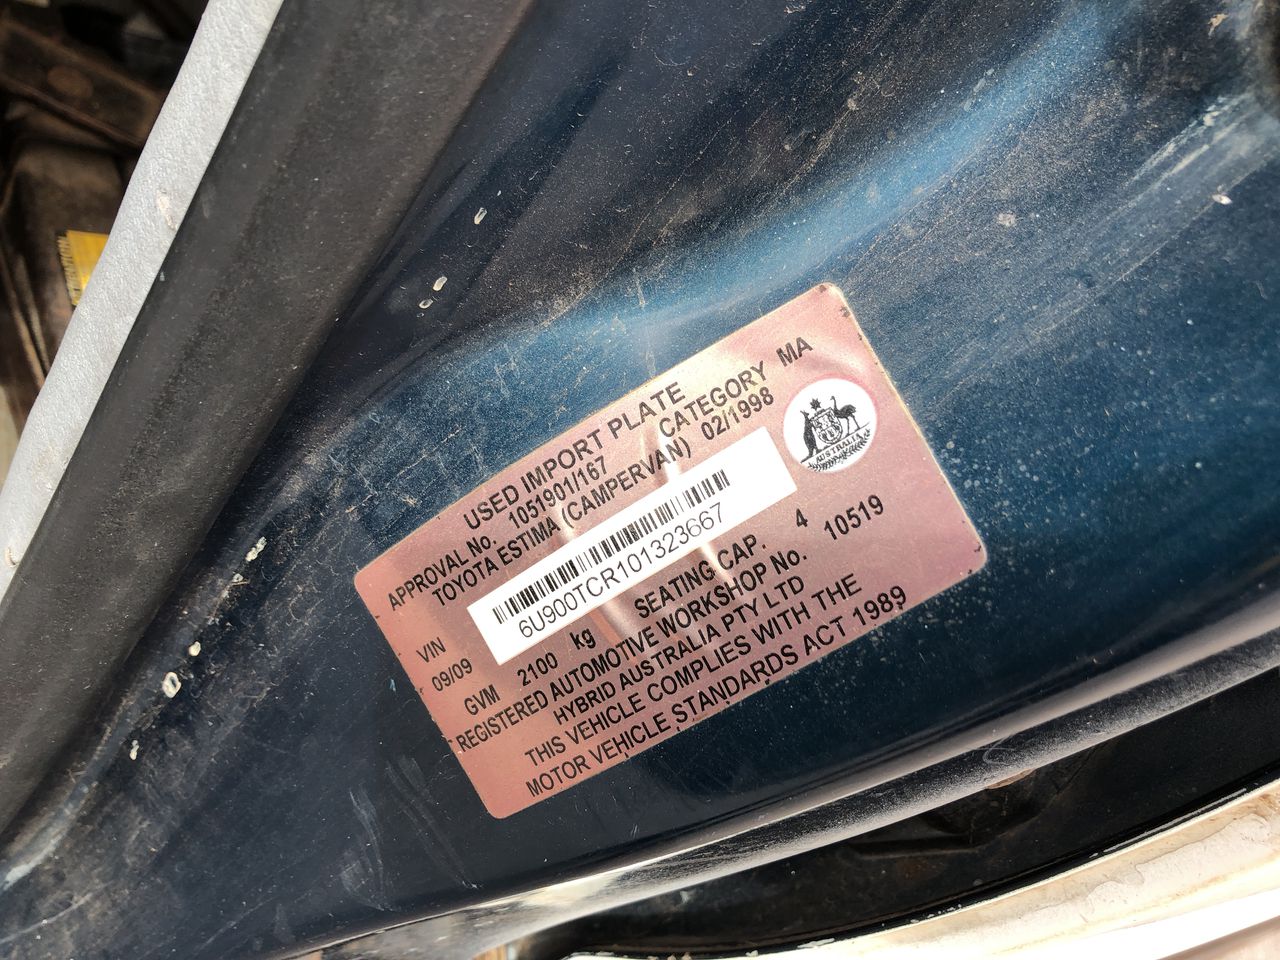 USED IMPORT PLATE
APPROVAL No. 1051901/167 CATEGORY MA
TOYOTA ESTIMA (CAMPERVAN) 02/1998
VIN 6U900TCR101323667
09/09
AUSTRALIA
GVM 2100 kg SEATING CAP. 4
REGISTERED AUTOMOTIVE WORKSHOP No. 10519
HYBRID AUSTRALIA PTY LTD
THIS VEHICLE COMPLIES WITH THE
MOTOR VEHICLE STANDARDS ACT 1989